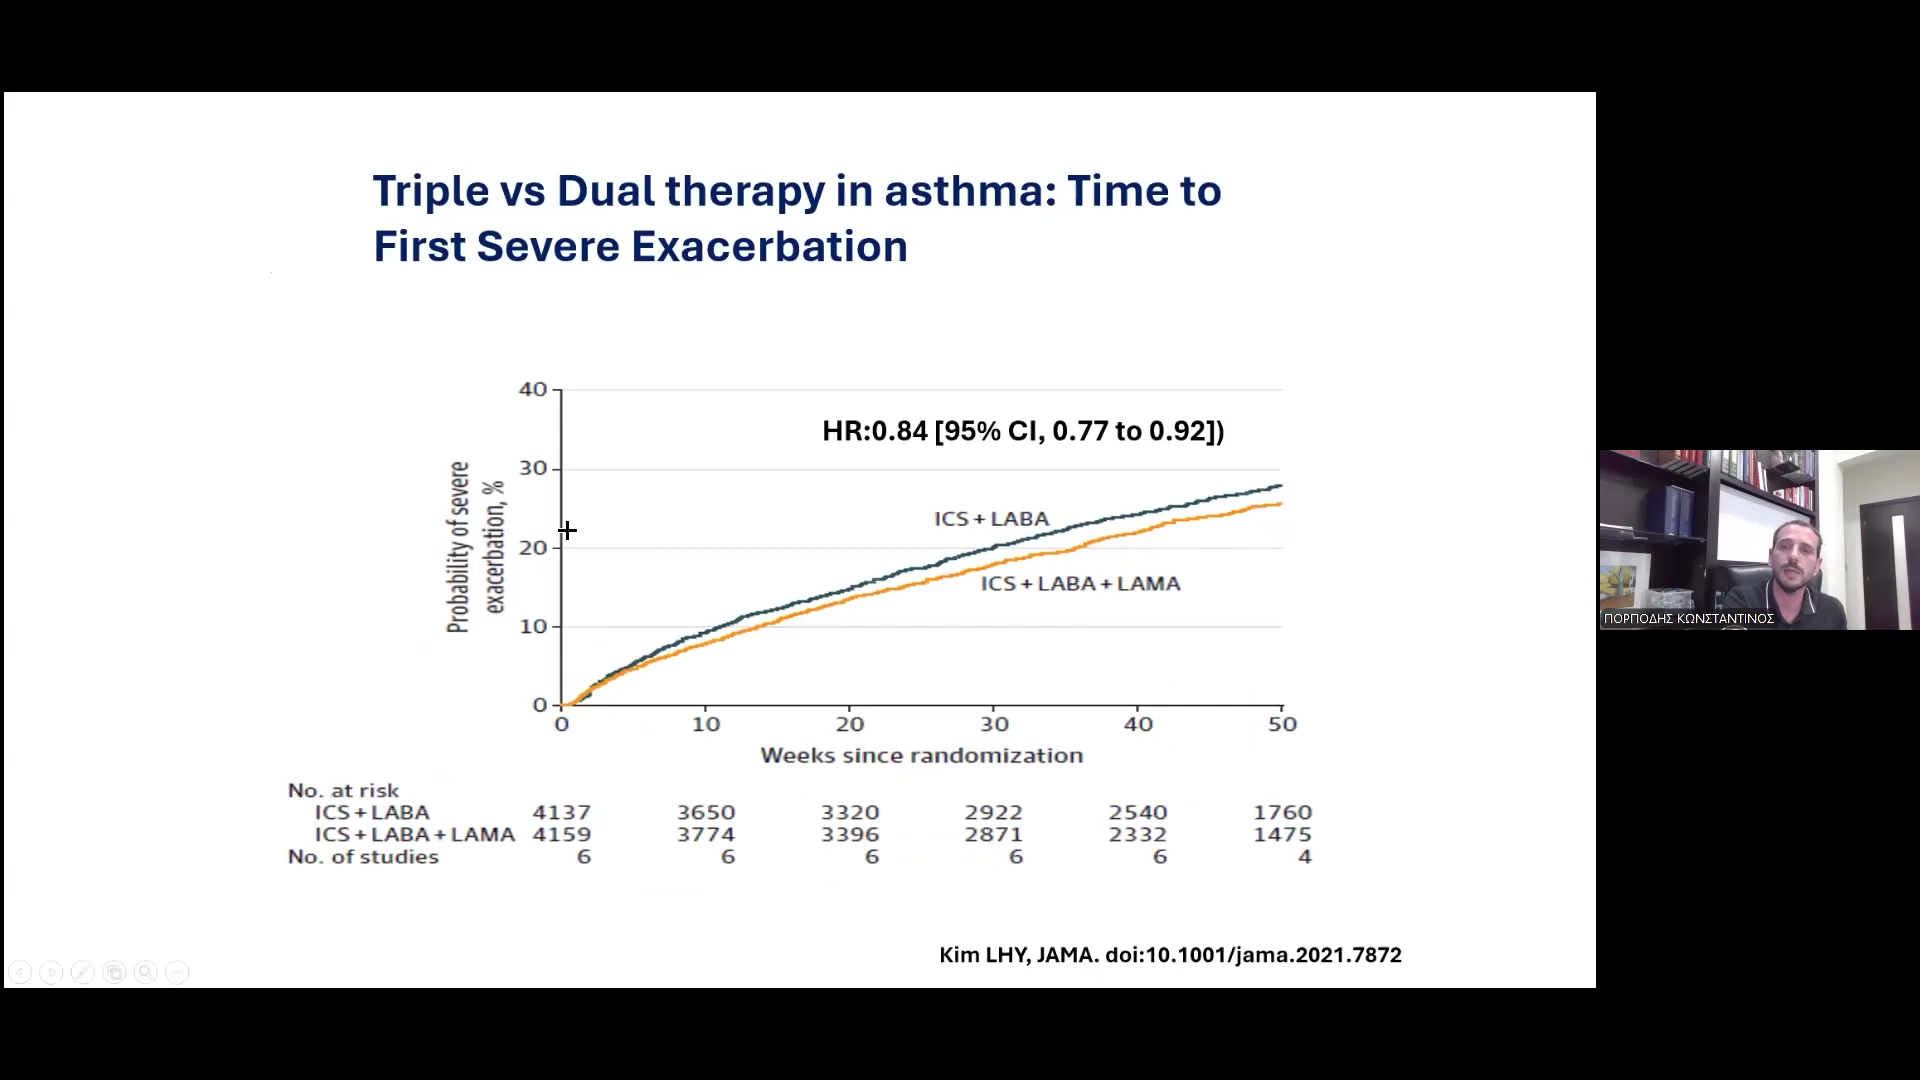 Triple vs Dual therapy in asthma: Time to
First Severe Exacerbation
40
30
20
10
0
Probability of severe
exacerbation, %
HR:0.84 [95% CI, 0.77 to 0.92])
ICS + LABA
ICS + LABA + LAMA
0 10 20 30 40 50
Weeks since randomization
No. at risk
ICS + LABA 4137 3650 3320 2922 2540 1760
ICS + LABA + LAMA 4159 3774 3396 2871 2332 1475
No. of studies 6 6 6 6 6 4
Kim LHY, JAMA. doi:10.1001/jama.2021.7872
ΠΟΡΠΟΔΗΣ ΚΩΝΣΤΑΝΤΙΝΟΣ